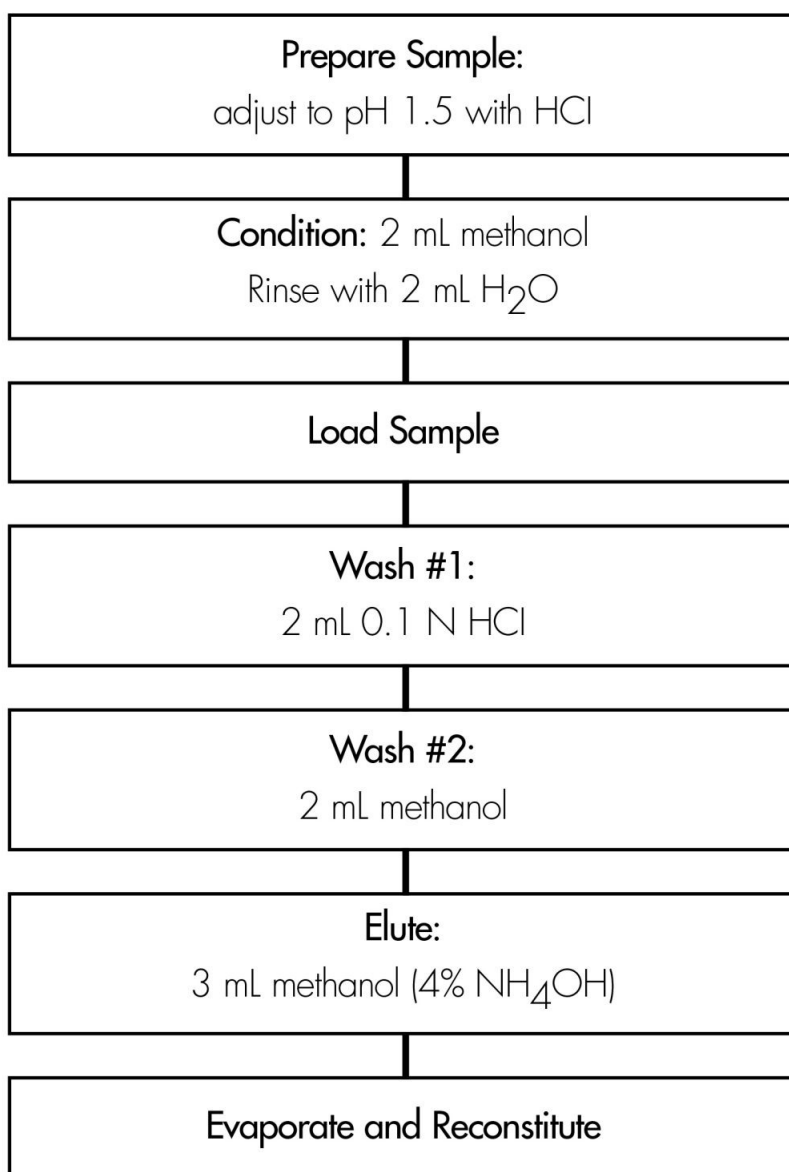 Prepare Sample:
adjust to pH 1.5 with HCl
Condition: 2 mL methanol
Rinse with 2 mL H₂O
Load Sample
Wash #1:
2 mL 0.1 N HCl
Wash #2:
2 mL methanol
Elute:
3 mL methanol (4% NH₄OH)
Evaporate and Reconstitute